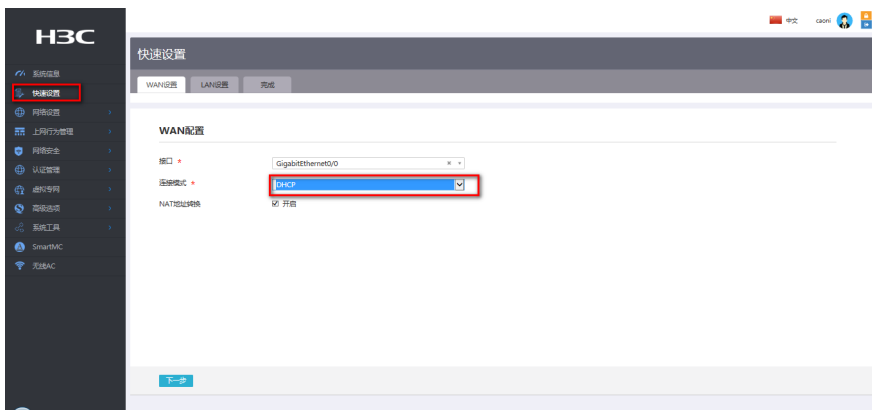 H3C
中文 caoni
系统信息
快速设置
网络设置
上网行为管理
网络安全
认证管理
虚拟专网
高级选项
系统工具
SmartMC
无线AC
快速设置
WAN设置 LAN设置 完成
WAN配置
接口 * GigabitEthernet0/0
连接模式 * DHCP
NAT地址转换 开启
下一步